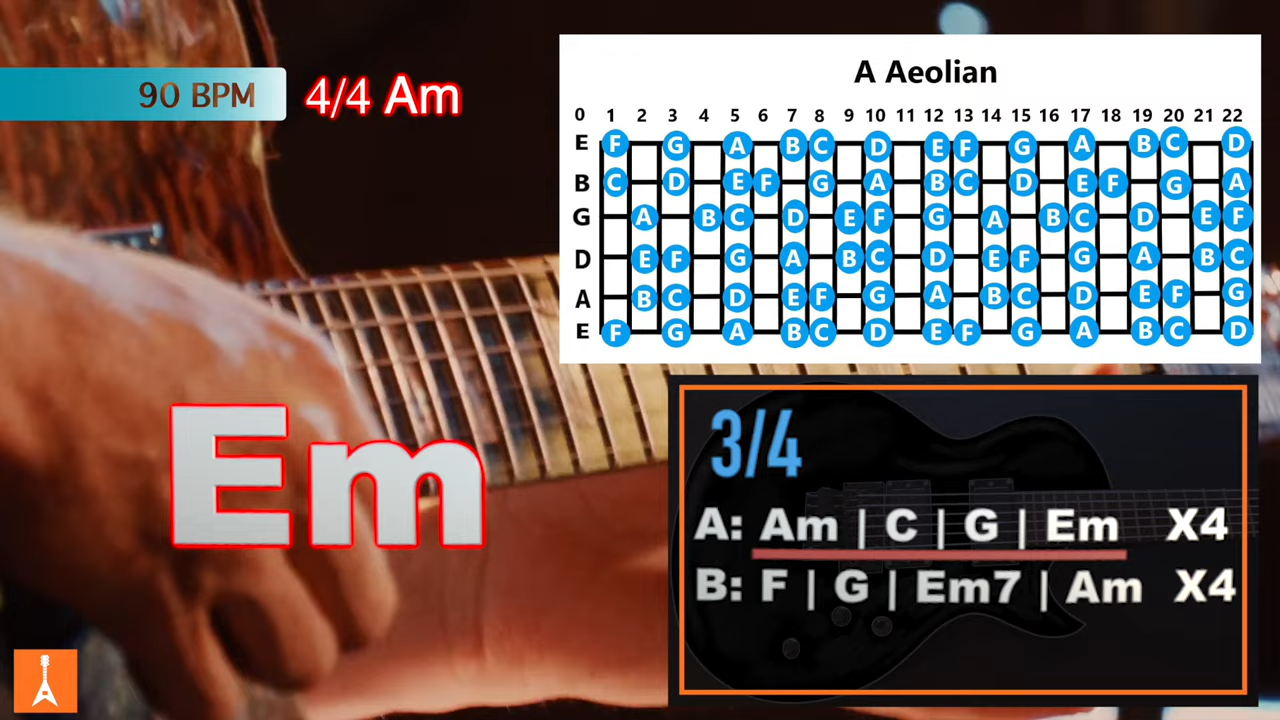 90 BPM 4/4 Am
A Aeolian
0 1 2 3 4 5 6 7 8 9 10 11 12 13 14 15 16 17 18 19 20 21 22
E F G A B C D E F G A B C D
B C D E F G A B C D E F G A
G A B C D E F G A B C D E F
D E F G A B C D E F G A B C
A B C D E F G A B C D E F G
E F G A B C D E F G A B C D
Em
3/4
A: Am | C | G | Em X4
B: F | G | Em7 | Am X4